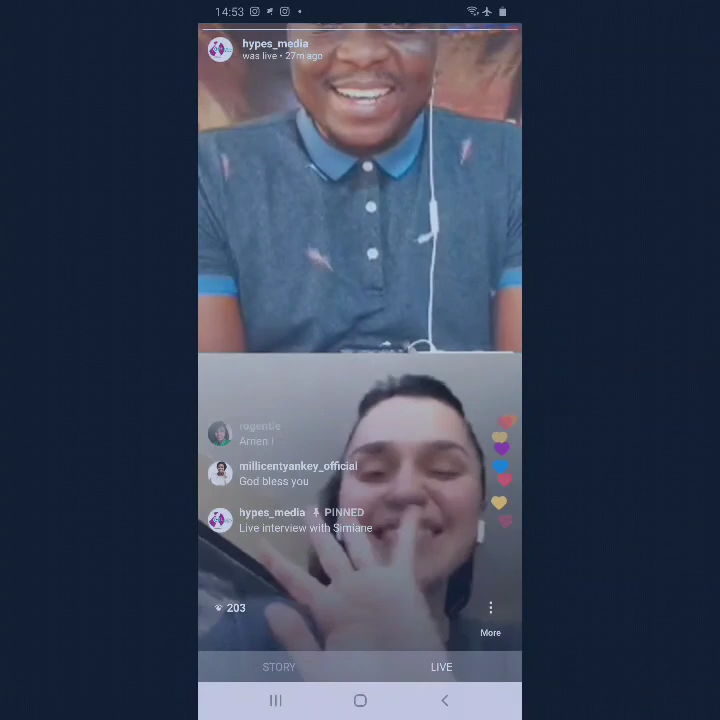 14:53
hypes_media
was live • 27m ago
rogentle
Amen !
millicentyankey_official
God bless you
hypes_media PINNED
Live interview with Simiane
203
More
STORY
LIVE